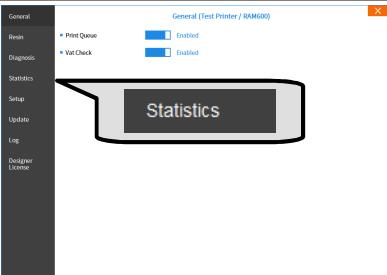 General
Resin
Diagnosis
Statistics
Setup
Update
Log
Designer
License
General (Test Printer / RAM600)
Print Queue Enabled
Vat Check Enabled
Statistics